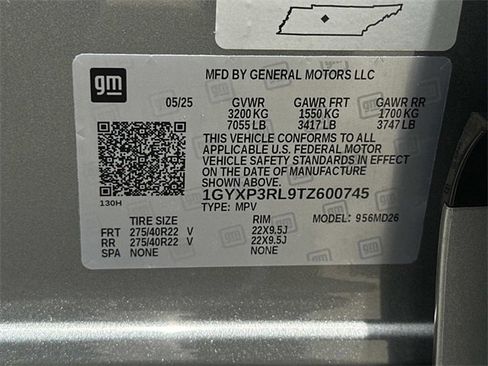 gm
MFD BY GENERAL MOTORS LLC
05/25 GVWR GAWR FRT GAWR RR
3200 KG 1550 KG 1700 KG
7055 LB 3417 LB 3747 LB
THIS VEHICLE CONFORMS TO ALL
APPLICABLE U.S. FEDERAL MOTOR
VEHICLE SAFETY STANDARDS IN EFFECT
ON THE DATE OF MANUFACTURE
SHOWN ABOVE.
1GYXP3RL9TZ600745
130H
TYPE: MPV
TIRE SIZE RIM MODEL: 956MD26
FRT 275/40R22 V 22X9.5J
RR 275/40R22 V 22X9.5J
SPA NONE NONE